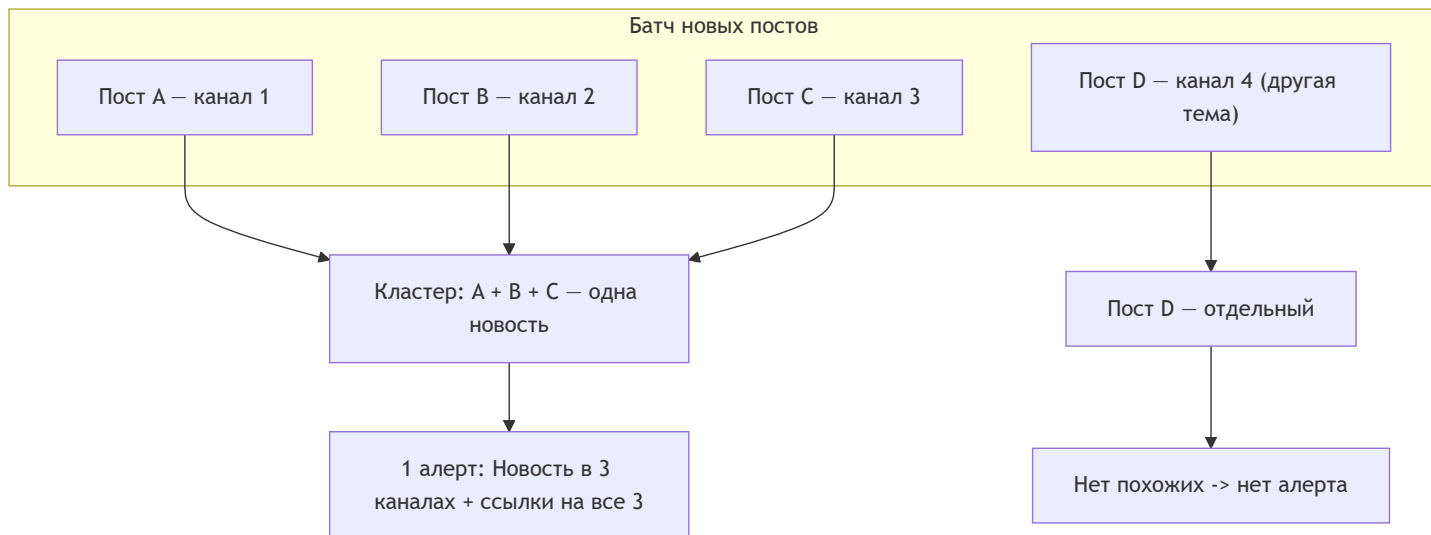 Батч новых постов
Пост A — канал 1
Пост B — канал 2
Пост C — канал 3
Пост D — канал 4 (другая
тема)
Кластер: A + B + C — одна
новость
Пост D — отдельный
1 алерт: Новость в 3
каналах + ссылки на все 3
Нет похожих -> нет алерта